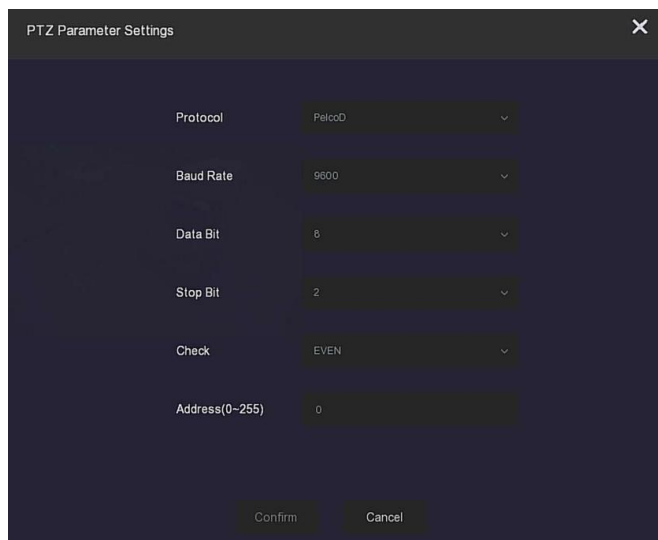 PTZ Parameter Settings
Protocol PelcoD
Baud Rate 9600
Data Bit 8
Stop Bit 2
Check EVEN
Address(0~255) 0
Confirm Cancel